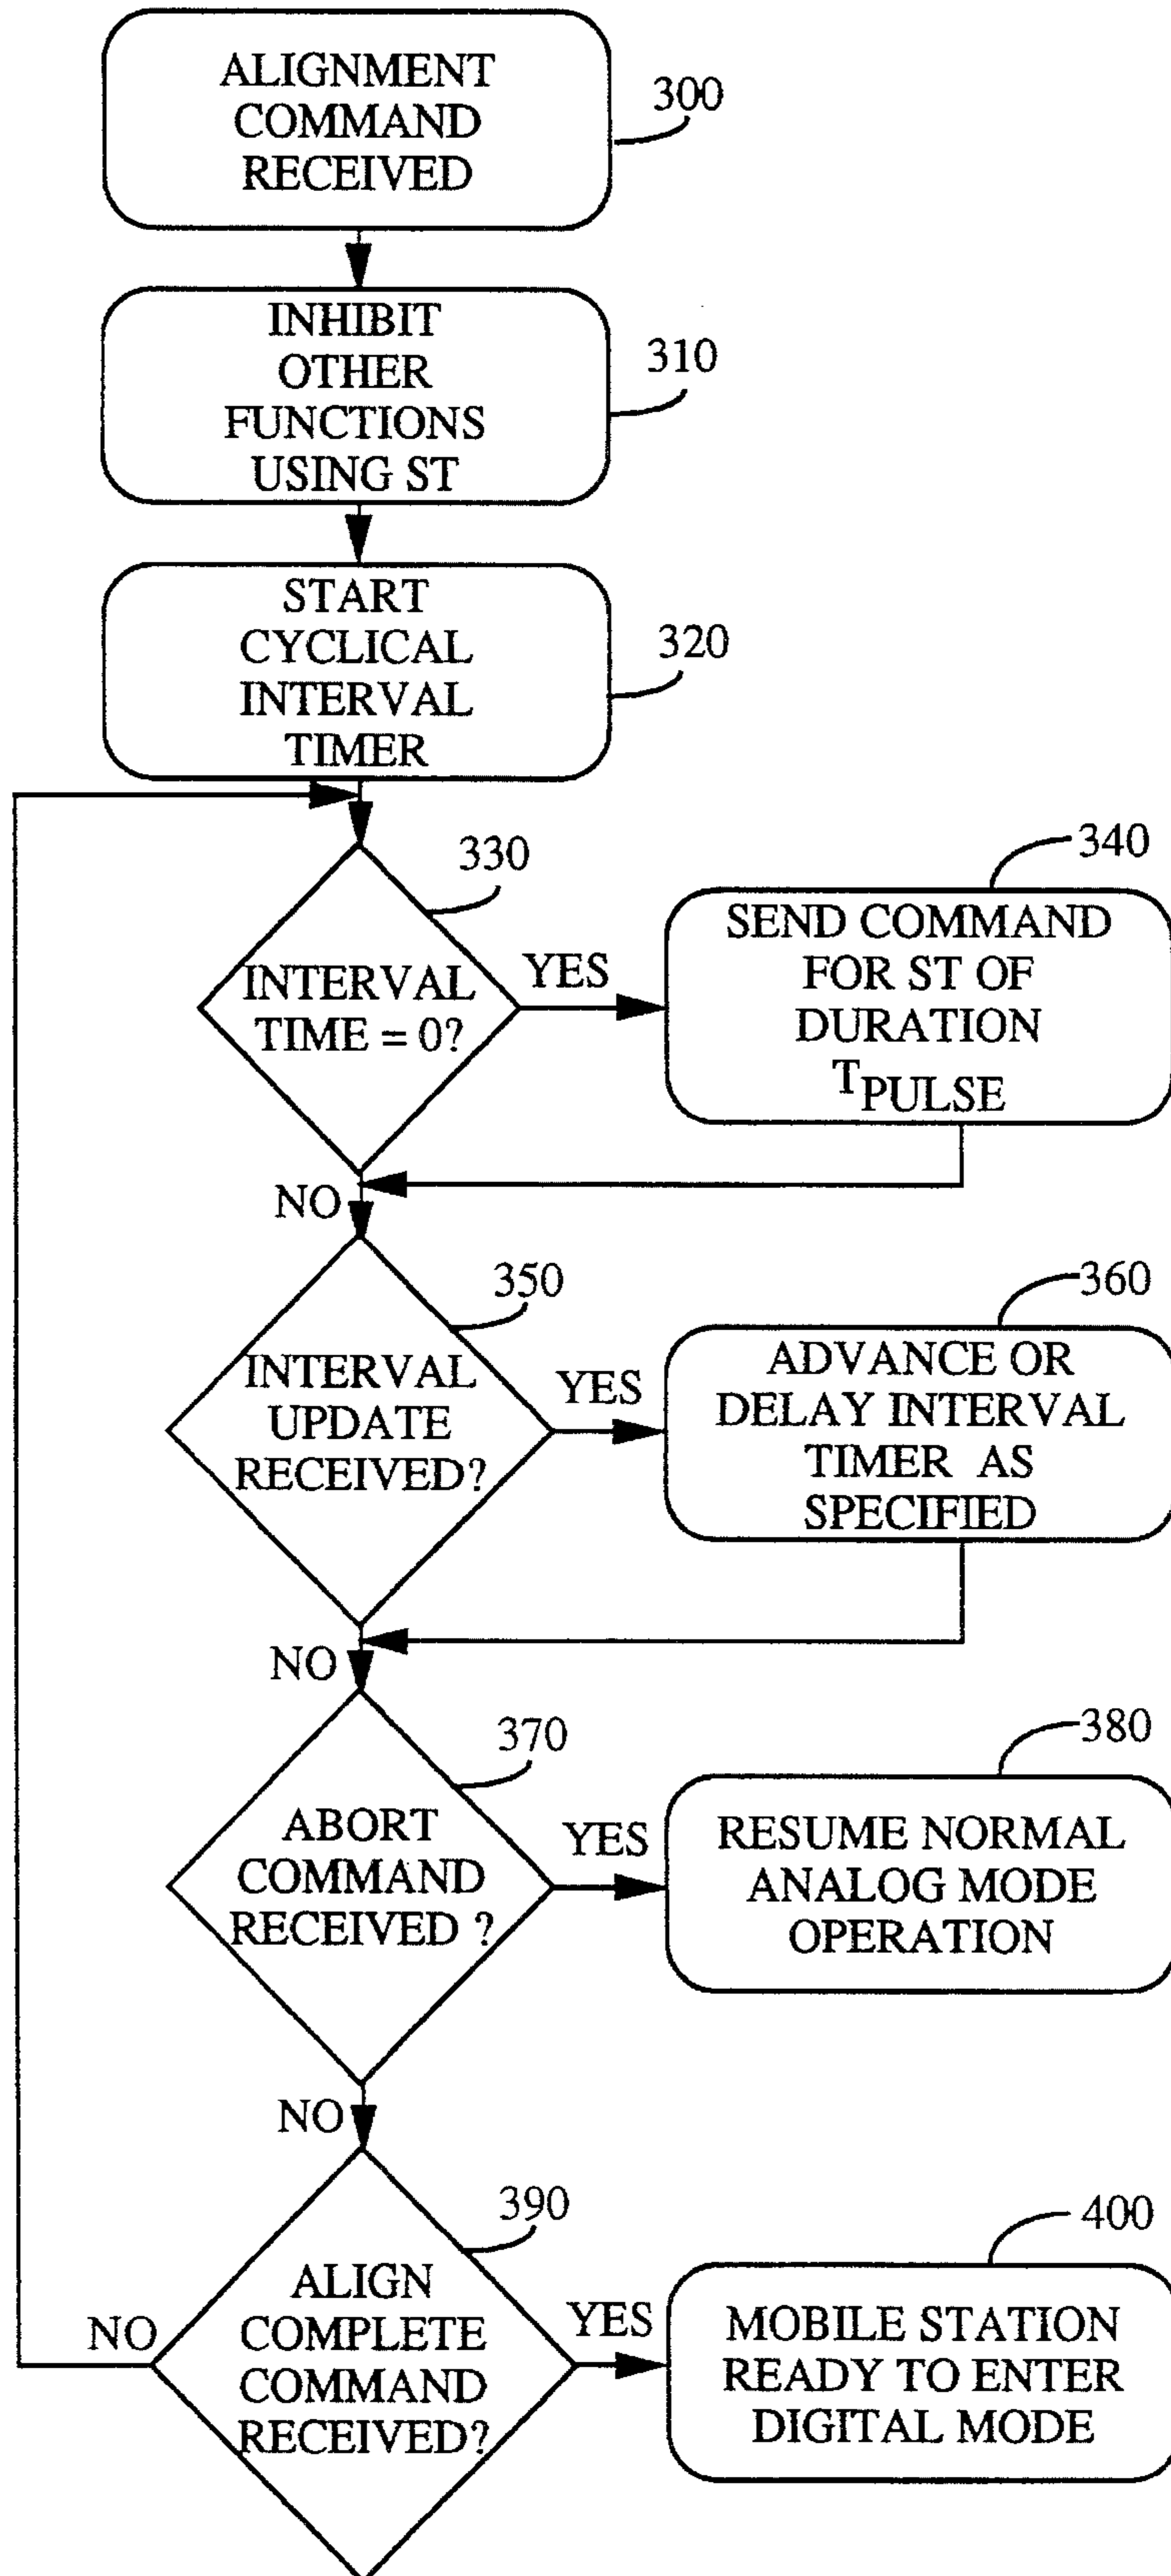 ALIGNMENT
COMMAND
RECEIVED
300
INHIBIT
OTHER
FUNCTIONS
USING ST
310
START
CYCLICAL
INTERVAL
TIMER
320
330
INTERVAL
TIME = 0?
YES
NO
340
SEND COMMAND
FOR ST OF
DURATION
TPULSE
350
INTERVAL
UPDATE
RECEIVED?
YES
NO
360
ADVANCE OR
DELAY INTERVAL
TIMER AS
SPECIFIED
370
ABORT
COMMAND
RECEIVED ?
YES
NO
380
RESUME NORMAL
ANALOG MODE
OPERATION
390
ALIGN
COMPLETE
COMMAND
RECEIVED?
NO
YES
400
MOBILE STATION
READY TO ENTER
DIGITAL MODE